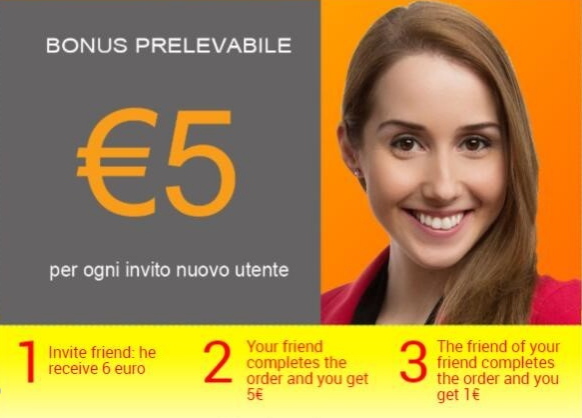 BONUS PRELEVABILE
€5
per ogni invito nuovo utente
1
Invite friend: he
receive 6 euro
2
Your friend
completes the
order and you get
5€
3
The friend of your
friend completes
the order and you
get 1€